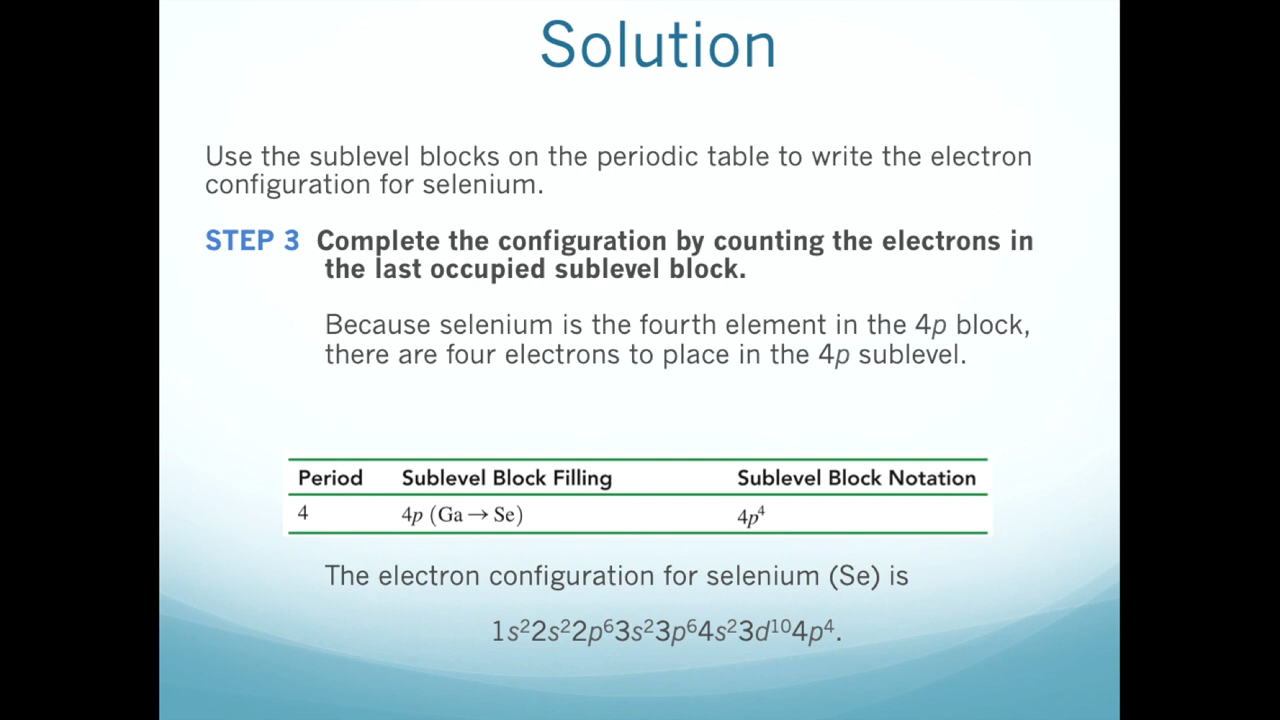 Solution
Use the sublevel blocks on the periodic table to write the electron
configuration for selenium.
STEP 3 Complete the configuration by counting the electrons in
the last occupied sublevel block.
Because selenium is the fourth element in the 4p block,
there are four electrons to place in the 4p sublevel.
Period Sublevel Block Filling Sublevel Block Notation
4 4p (Ga → Se) 4p⁴
The electron configuration for selenium (Se) is
1s²2s²2p⁶3s²3p⁶4s²3d¹⁰4p⁴.